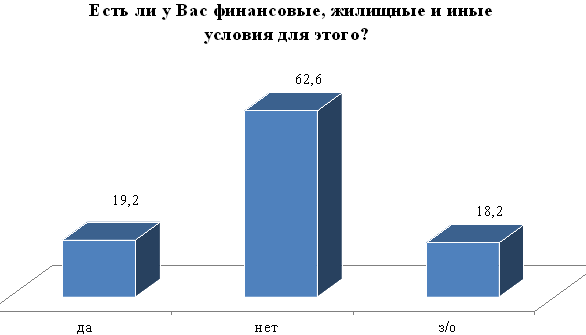 Есть ли у Вас финансовые, жилищные и иные
условия для этого?
62,6
19,2
18,2
да
нет
з/о